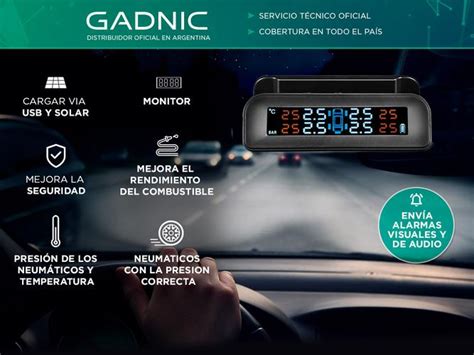 GADNIC
DISTRIBUIDOR OFICIAL EN ARGENTINA
SERVICIO TÉCNICO OFICIAL
COBERTURA EN TODO EL PAÍS
CARGAR VIA
USB Y SOLAR
MONITOR
°C 25 2.5 2.5 25
BAR 25 2.5 2.5 25
MEJORA LA
SEGURIDAD
MEJORA EL
RENDIMIENTO
DEL COMBUSTIBLE
ENVÍA
ALARMAS
VISUALES Y
DE AUDIO
PRESIÓN DE LOS
NEUMÁTICOS Y
TEMPERATURA
NEUMATICOS
CON LA PRESION
CORRECTA